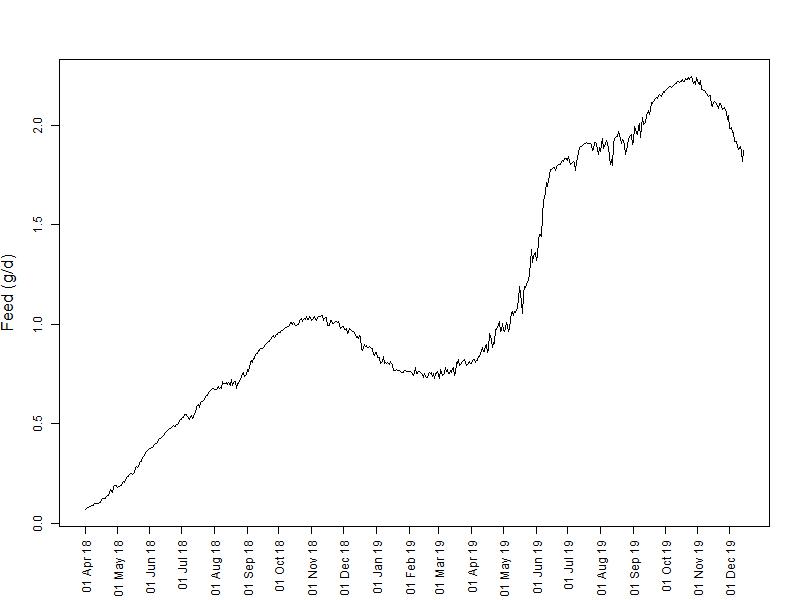 Feed (g/d)
2.0
1.5
1.0
0.5
0.0
01 Apr 18
01 May 18
01 Jun 18
01 Jul 18
01 Aug 18
01 Sep 18
01 Oct 18
01 Nov 18
01 Dec 18
01 Jan 19
01 Feb 19
01 Mar 19
01 Apr 19
01 May 19
01 Jun 19
01 Jul 19
01 Aug 19
01 Sep 19
01 Oct 19
01 Nov 19
01 Dec 19